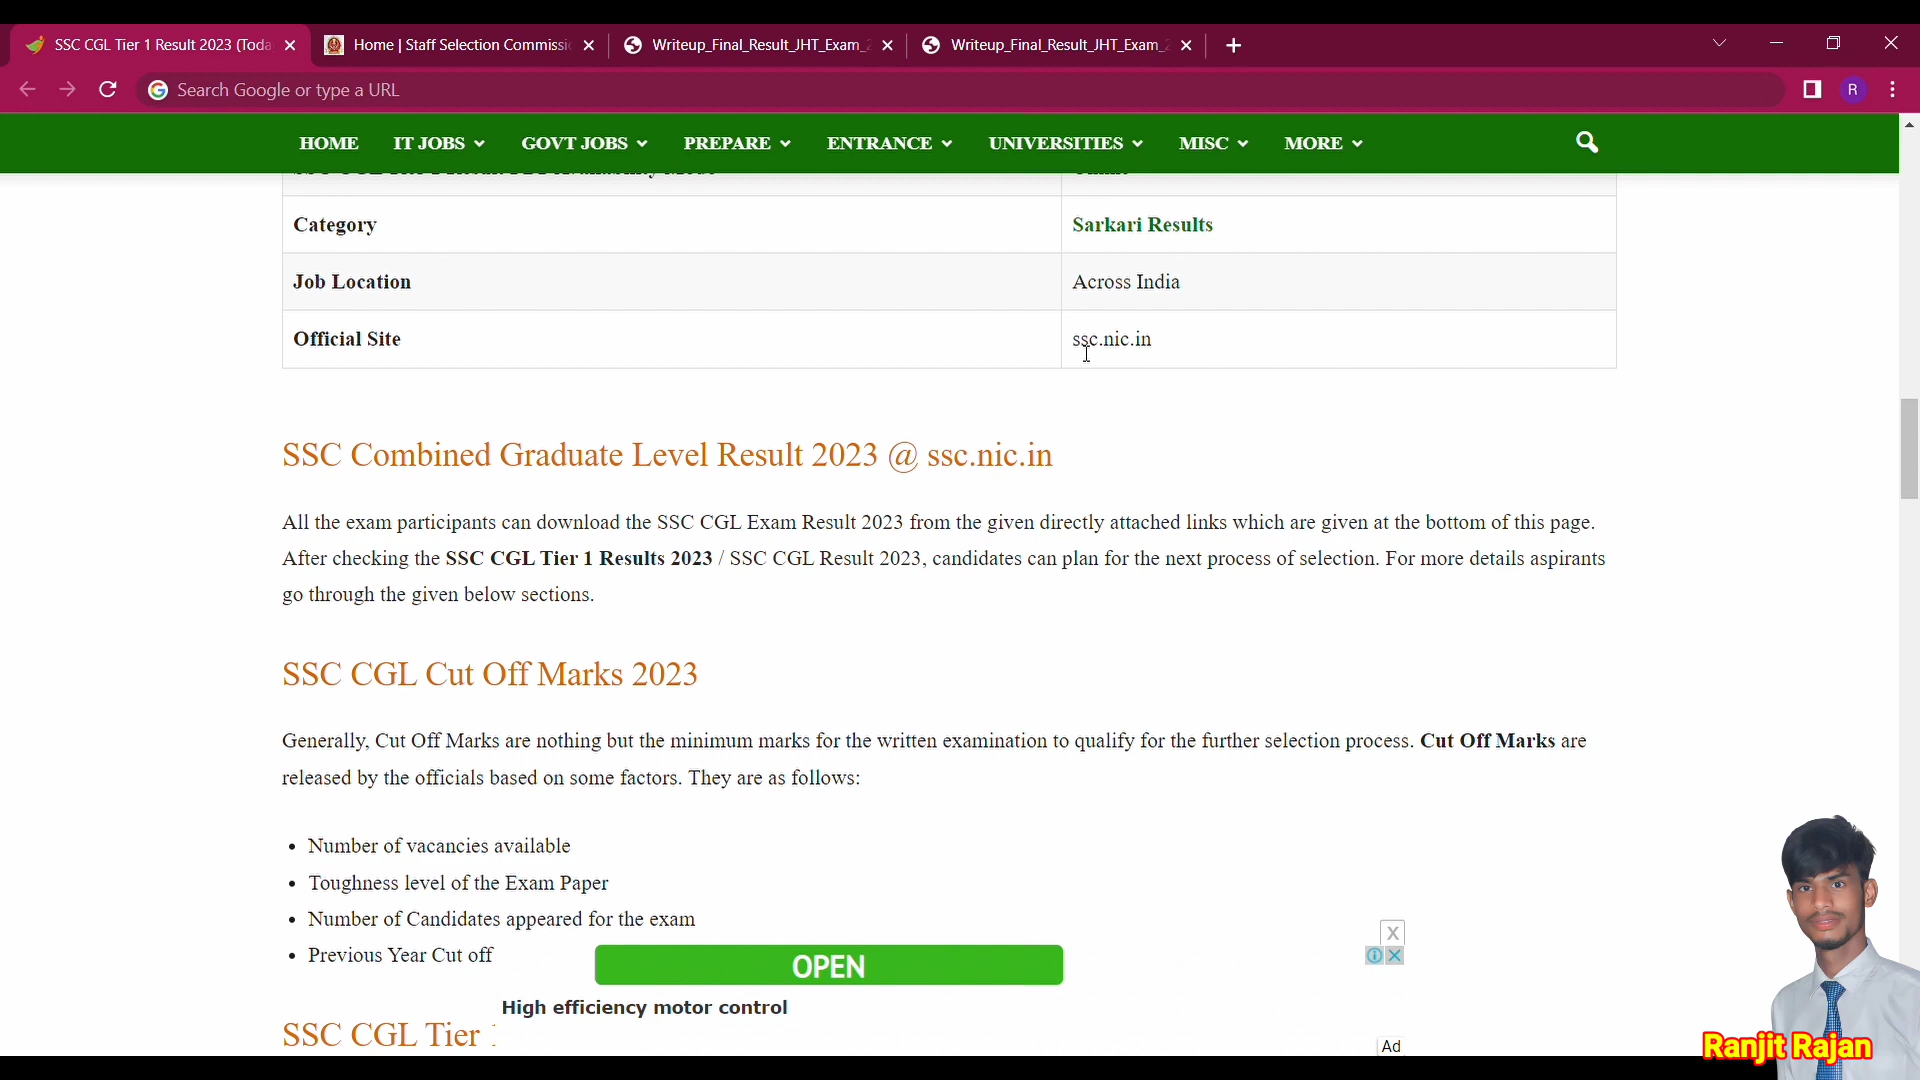 SSC CGL Tier 1 Result 2023 (Toda
Home | Staff Selection Commissi
Writeup_Final_Result_JHT_Exam_2
Writeup_Final_Result_JHT_Exam_2
Search Google or type a URL
R
HOME IT JOBS GOVT JOBS PREPARE ENTRANCE UNIVERSITIES MISC MORE
Category Sarkari Results
Job Location Across India
Official Site ssc.nic.in
SSC Combined Graduate Level Result 2023 @ ssc.nic.in
All the exam participants can download the SSC CGL Exam Result 2023 from the given directly attached links which are given at the bottom of this page.
After checking the SSC CGL Tier 1 Results 2023 / SSC CGL Result 2023, candidates can plan for the next process of selection. For more details aspirants
go through the given below sections.
SSC CGL Cut Off Marks 2023
Generally, Cut Off Marks are nothing but the minimum marks for the written examination to qualify for the further selection process. Cut Off Marks are
released by the officials based on some factors. They are as follows:
• Number of vacancies available
• Toughness level of the Exam Paper
• Number of Candidates appeared for the exam
• Previous Year Cut off
X
OPEN
High efficiency motor control
SSC CGL Tier
Ad
Ranjit Rajan